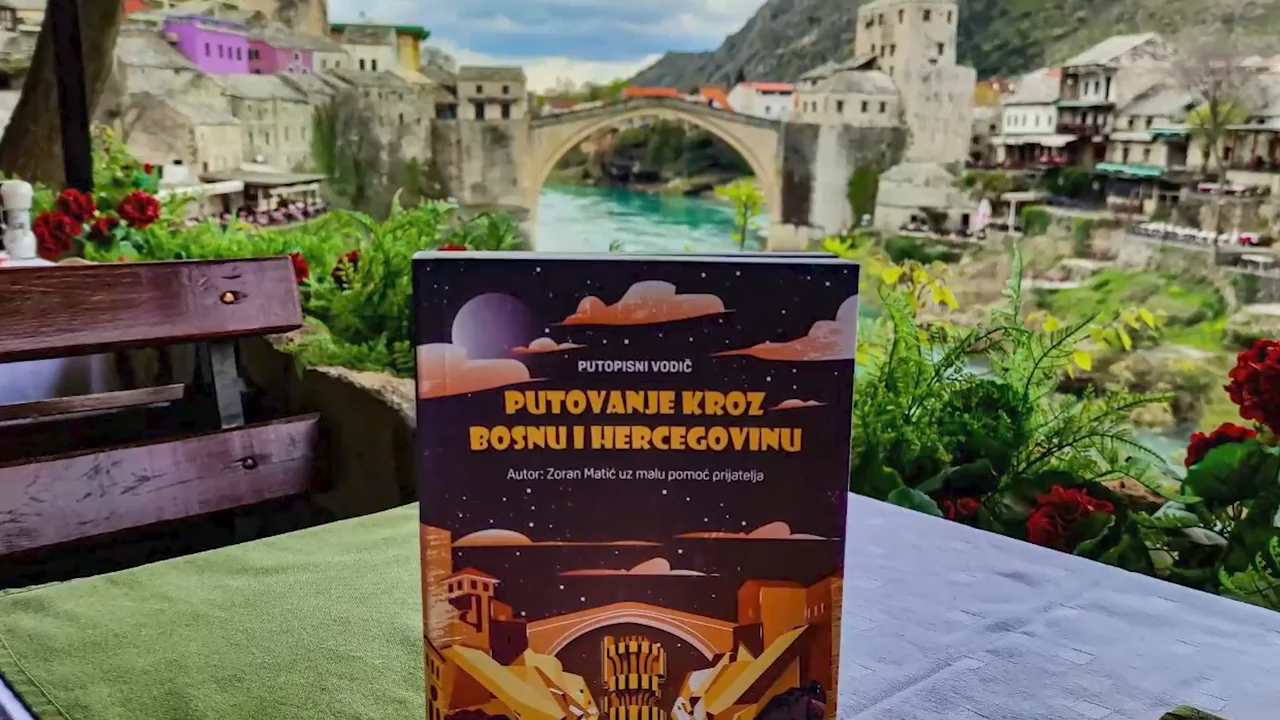 PUTOPISNI VODIČ
PUTOVANJE KROZ
BOSNU I HERCEGOVINU
Autor: Zoran Matić uz malu pomoć prijatelja